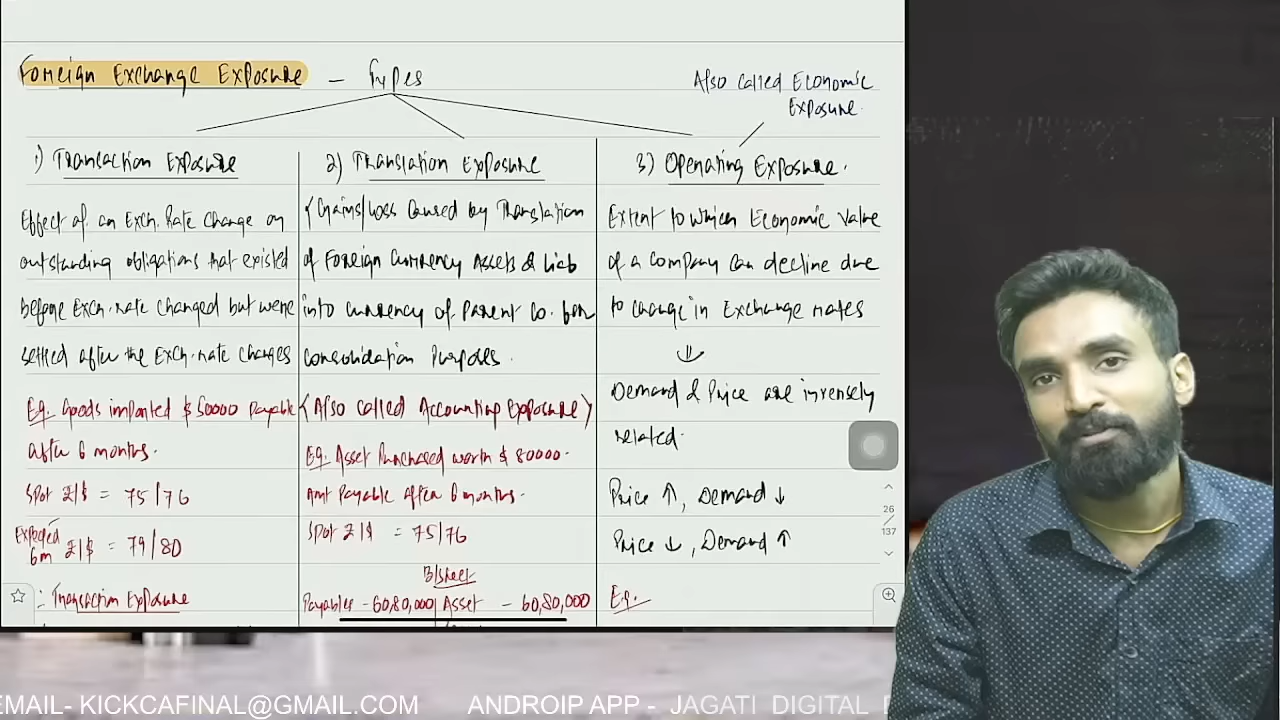 Foreign Exchange Exposure – Types
Also Called Economic
Exposure.
1) Transaction Exposure
Effect of an Exch. Rate Change on
outstanding obligations that existed
before Exch. rate changed but were
settled after the Exch. rate changes
Eg. Goods imported $ 50000 Payable
after 6 months.
Spot ₹/$ = 75/76
Expected
6m ₹/$ = 79/80
∴ Transaction Exposure
2) Translation Exposure
{Gains/Loss Caused by Translation
of Foreign Currency Assets & Liab
into Currency of Parent Co. for
Consolidation Purposes.
(Also called Accounting Exposure)
Eg. Asset Purchased worth $ 80000.
Amt Payable after 6 months.
Spot ₹/$ = 75/76
B/Sheet
Payables – 60,80,000 Asset – 60,80,000
3) Operating Exposure.
Extent to which Economic Value
of a Company can decline due
to change in Exchange rates
⇓
Demand & Price are inversely
related.
Price ↑, Demand ↓
Price ↓, Demand ↑
Eg.
26
137
EMAIL- KICKCAFINAL@GMAIL.COM ANDROIP APP - JAGATI DIGITAL